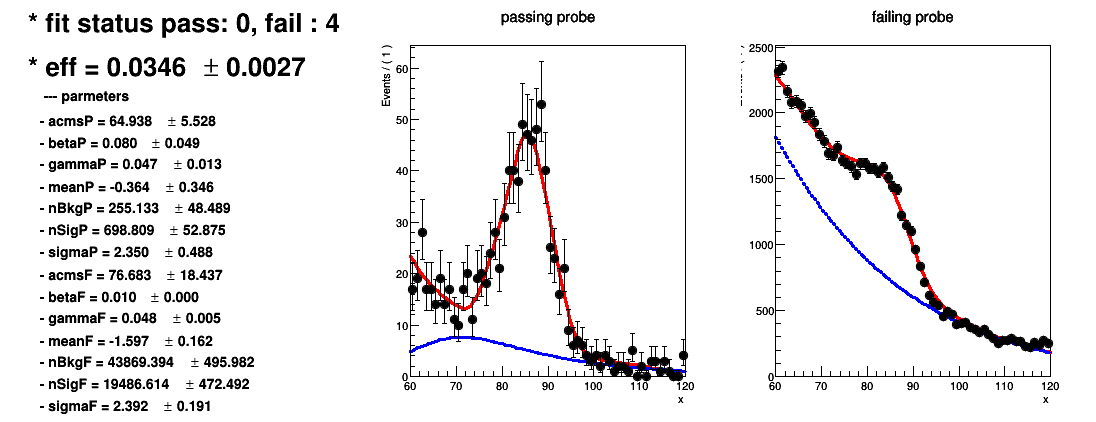 * fit status pass: 0, fail : 4
* eff = 0.0346 ± 0.0027
--- parmeters
- acmsP = 64.938 ± 5.528
- betaP = 0.080 ± 0.049
- gammaP = 0.047 ± 0.013
- meanP = -0.364 ± 0.346
- nBkgP = 255.133 ± 48.489
- nSigP = 698.809 ± 52.875
- sigmaP = 2.350 ± 0.488
- acmsF = 76.683 ± 18.437
- betaF = 0.010 ± 0.000
- gammaF = 0.048 ± 0.005
- meanF = -1.597 ± 0.162
- nBkgF = 43869.394 ± 495.982
- nSigF = 19486.614 ± 472.492
- sigmaF = 2.392 ± 0.191
passing probe
Events / ( 1 )
60
50
40
30
20
10
0
60 70 80 90 100 110 120
x
failing probe
2500
2000
1500
1000
500
0
60 70 80 90 100 110 120
x